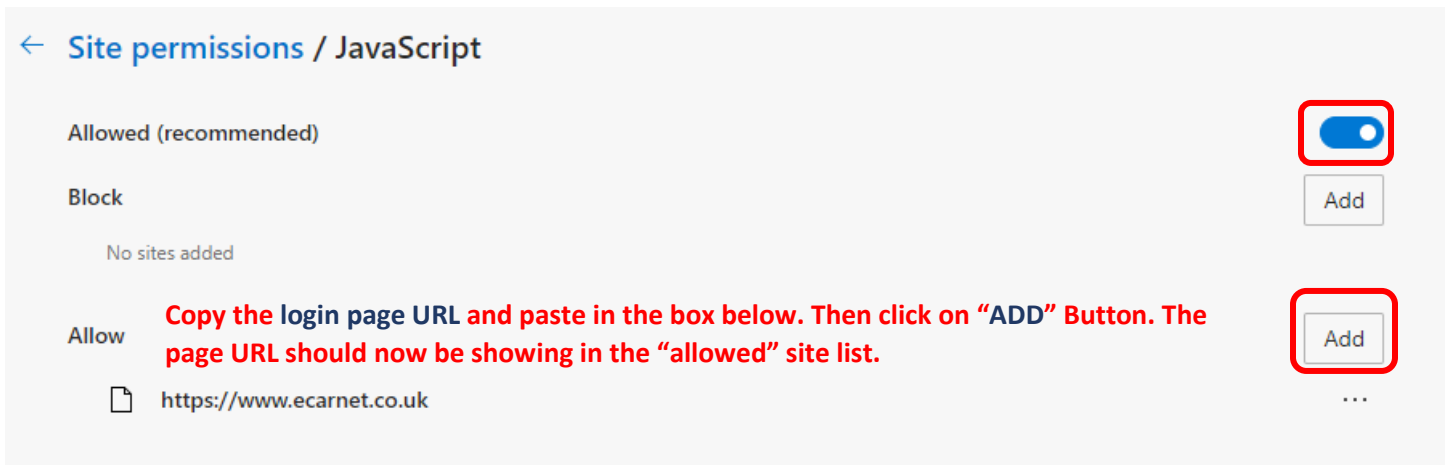 ← Site permissions / JavaScript
Allowed (recommended)
Block
Add
No sites added
Copy the login page URL and paste in the box below. Then click on “ADD” Button. The
page URL should now be showing in the “allowed” site list.
Allow
Add
https://www.ecarnet.co.uk
...